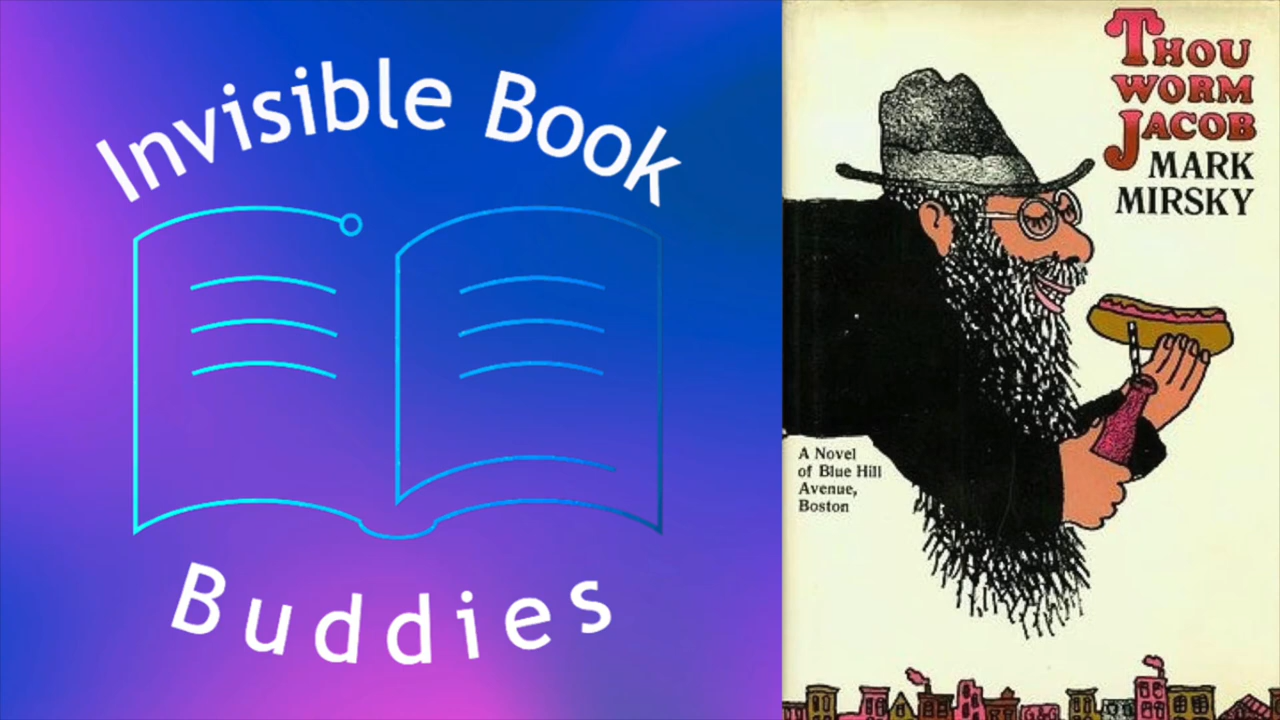 Invisible Book
Buddies
THOU
WORM
JACOB
MARK
MIRSKY
A Novel
of Blue Hill
Avenue,
Boston